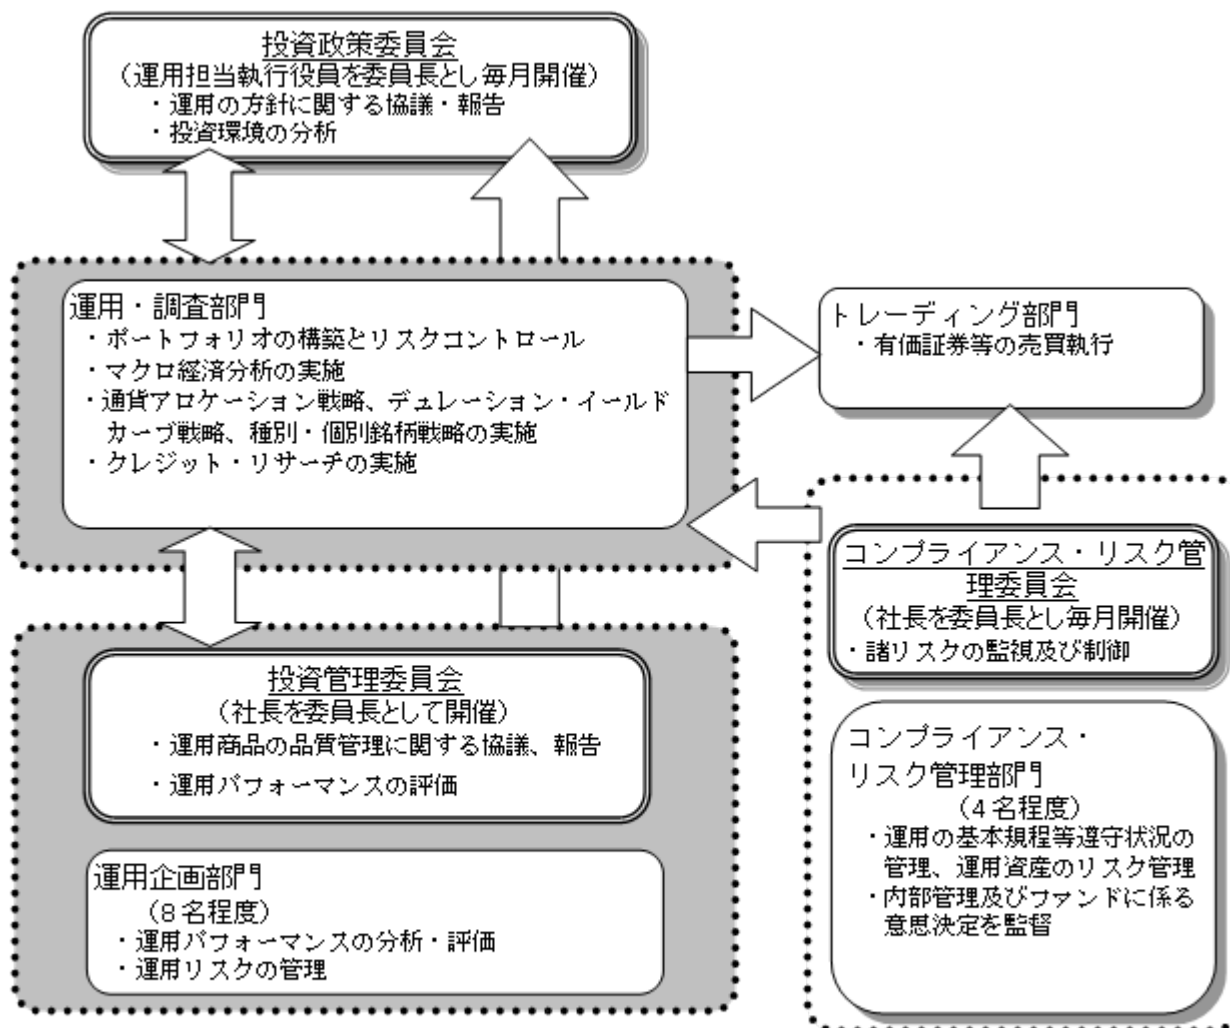 投資政策委員会
（運用担当執行役員を委員長とし毎月開催）
・運用の方針に関する協議・報告
・投資環境の分析
運用・調査部門
・ポートフォリオの構築とリスクコントロール
・マクロ経済分析の実施
・通貨アロケーション戦略、デュレーション・イールド
カーブ戦略、種別・個別銘柄戦略の実施
・クレジット・リサーチの実施
トレーディング部門
・有価証券等の売買執行
コンプライアンス・リスク管
理委員会
（社長を委員長とし毎月開催）
・諸リスクの監視及び制御
投資管理委員会
（社長を委員長として開催）
・運用商品の品質管理に関する協議、報告
・運用パフォーマンスの評価
運用企画部門
（8名程度）
・運用パフォーマンスの分析・評価
・運用リスクの管理
コンプライアンス・
リスク管理部門
（4名程度）
・運用の基本規程等遵守状況の
管理、運用資産のリスク管理
・内部管理及びファンドに係る
意思決定を監督